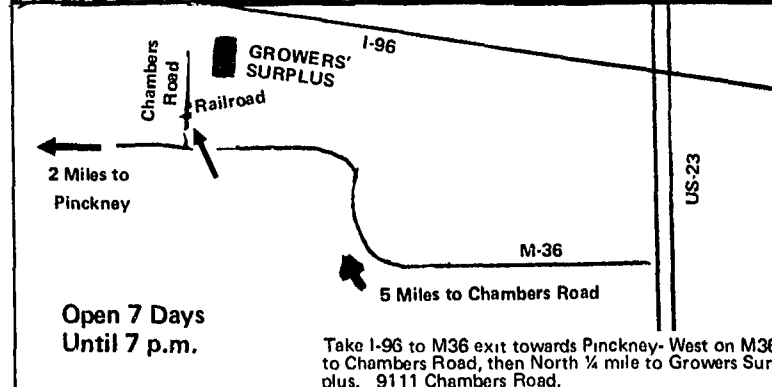 I-96
Chambers
Road
GROWERS'
SURPLUS
Railroad
2 Miles to
Pinckney
US-23
M-36
5 Miles to Chambers Road
Open 7 Days
Until 7 p.m.
Take I-96 to M36 exit towards Pinckney- West on M36
to Chambers Road, then North ¼ mile to Growers Sur-
plus. 9111 Chambers Road.